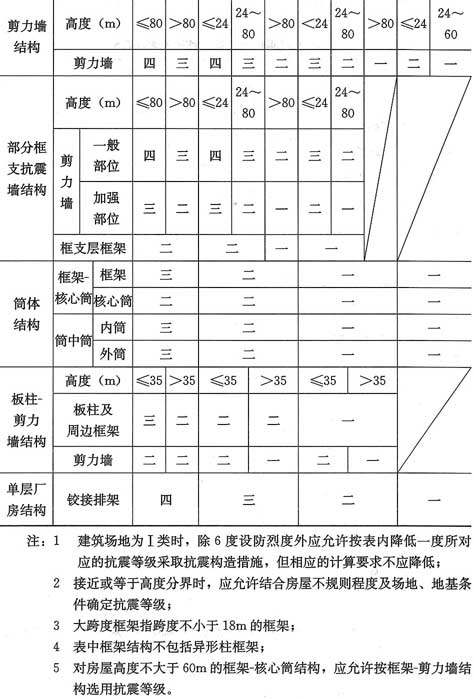 剪力墙结构 高度（m） ≤80 >80 ≤24 24～80 >80 ≤24 24～80 >80 ≤24 24～60
剪力墙 四 三 四 三 二 三 二 一 二 一
部分框支抗震墙结构 高度（m） ≤80 >80 ≤24 24～80 >80 ≤24 24～80
剪力墙 一般部位 四 三 四 三 二 三 二
加强部位 三 二 三 二 一 二 一
框支层框架 二 二 一 一
筒体结构 框架-核心筒 框架 三 二 一 一
核心筒 二 二 一 一
筒中筒 内筒 三 二 一 一
外筒 三 二 一 一
板柱-剪力墙结构 高度（m） ≤35 >35 ≤35 >35 ≤35 >35
板柱及周边框架 三 二 二 二 一
剪力墙 二 二 二 一 二 一
单层厂房结构 铰接排架 四 三 二 一
注：1 建筑场地为Ⅰ类时，除6度设防烈度外应允许按表内降低一度所对
应的抗震等级采取抗震构造措施，但相应的计算要求不应降低；
2 接近或等于高度分界时，应允许结合房屋不规则程度及场地、地基条
件确定抗震等级；
3 大跨度框架指跨度不小于18m的框架；
4 表中框架结构不包括异形柱框架；
5 对房屋高度不大于60m的框架-核心筒结构，应允许按框架-剪力墙结
构选用抗震等级。